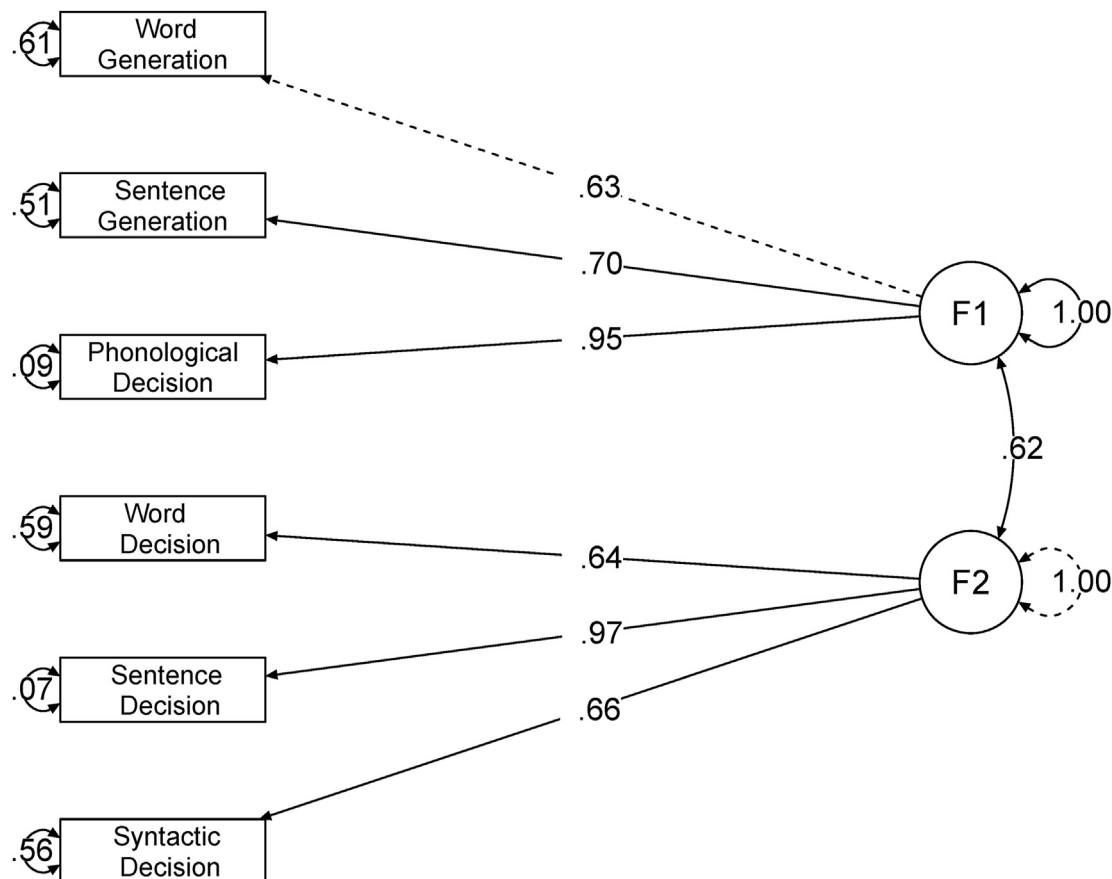 Word
Generation
.61
.63
Sentence
Generation
.51
.70
F1
1.00
Phonological
Decision
.09
.95
.62
Word
Decision
.59
.64
F2
1.00
.97
Sentence
Decision
.07
.66
Syntactic
Decision
.56